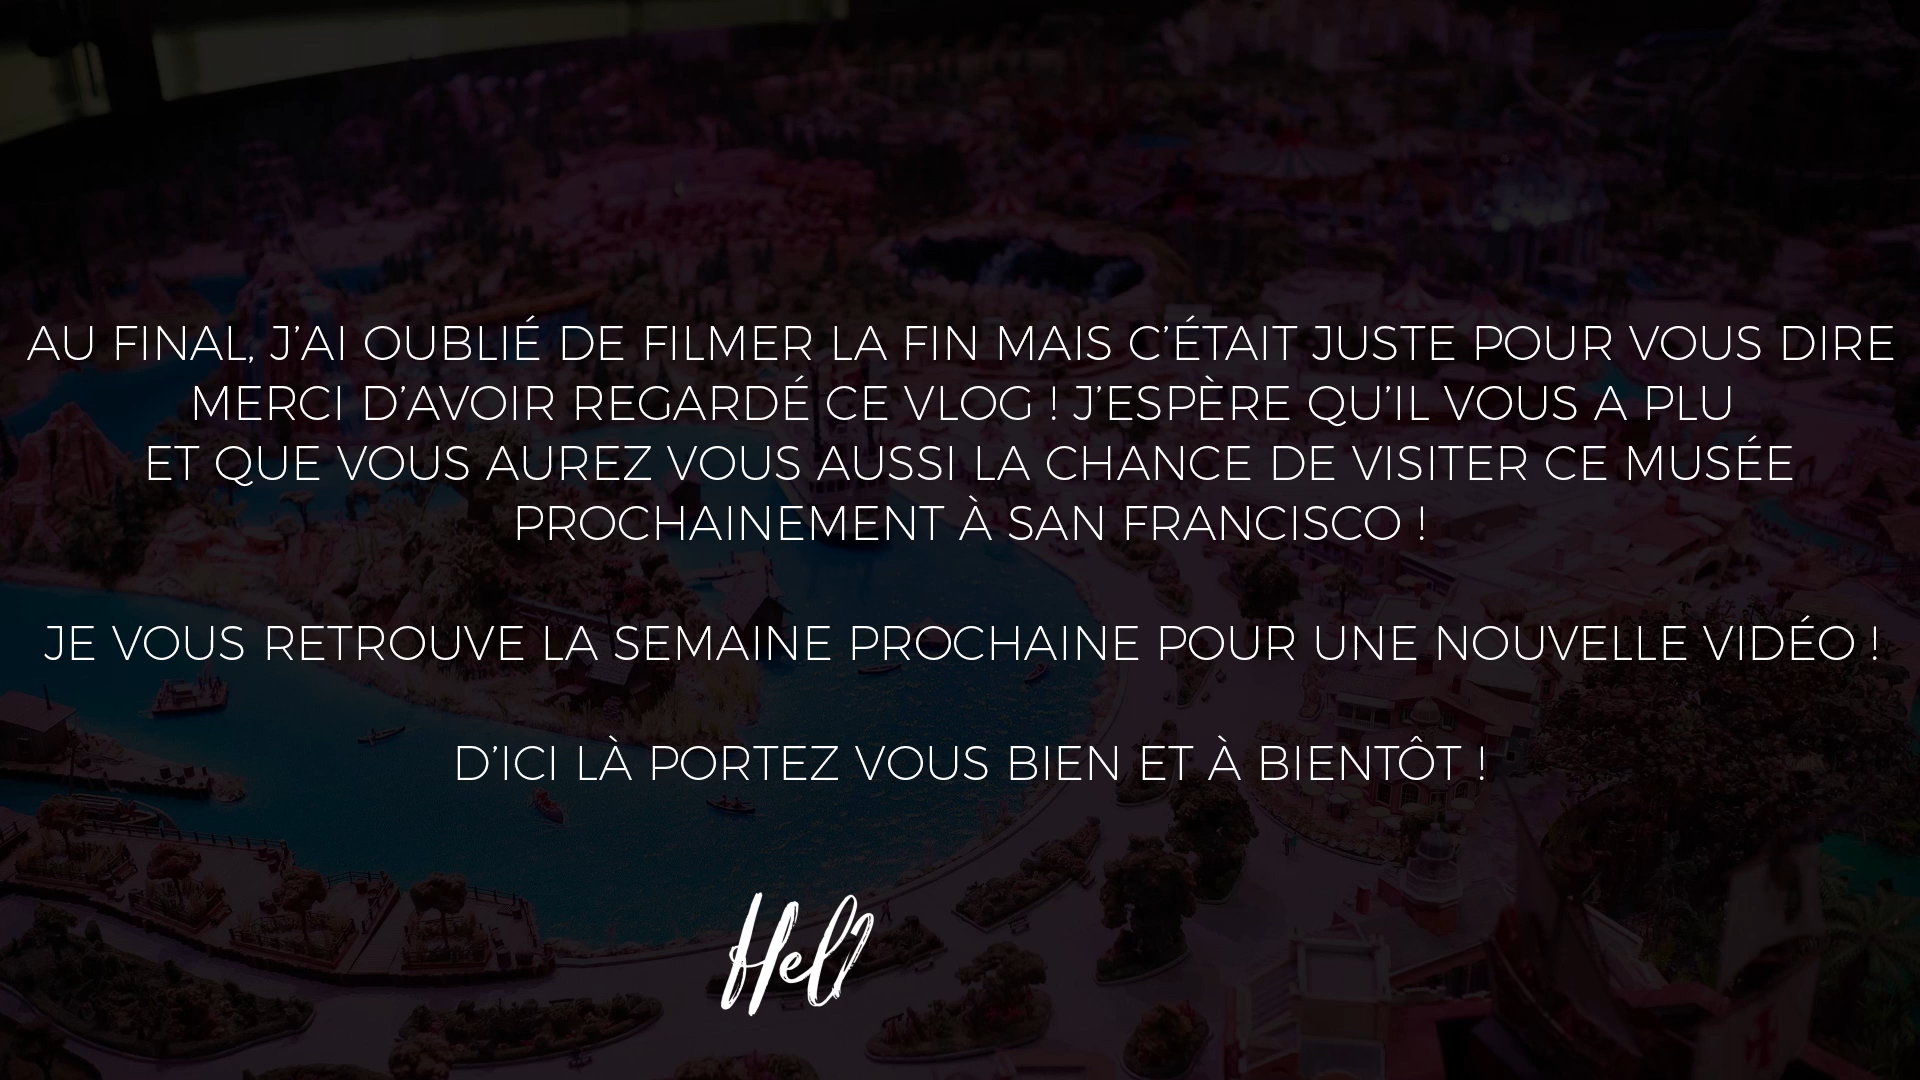 AU FINAL, J’AI OUBLIÉ DE FILMER LA FIN MAIS C’ÉTAIT JUSTE POUR VOUS DIRE
MERCI D’AVOIR REGARDÉ CE VLOG ! J’ESPÈRE QU’IL VOUS A PLU
ET QUE VOUS AUREZ VOUS AUSSI LA CHANCE DE VISITER CE MUSÉE
PROCHAINEMENT À SAN FRANCISCO !
JE VOUS RETROUVE LA SEMAINE PROCHAINE POUR UNE NOUVELLE VIDÉO !
D’ICI LÀ PORTEZ VOUS BIEN ET À BIENTÔT !
Hell